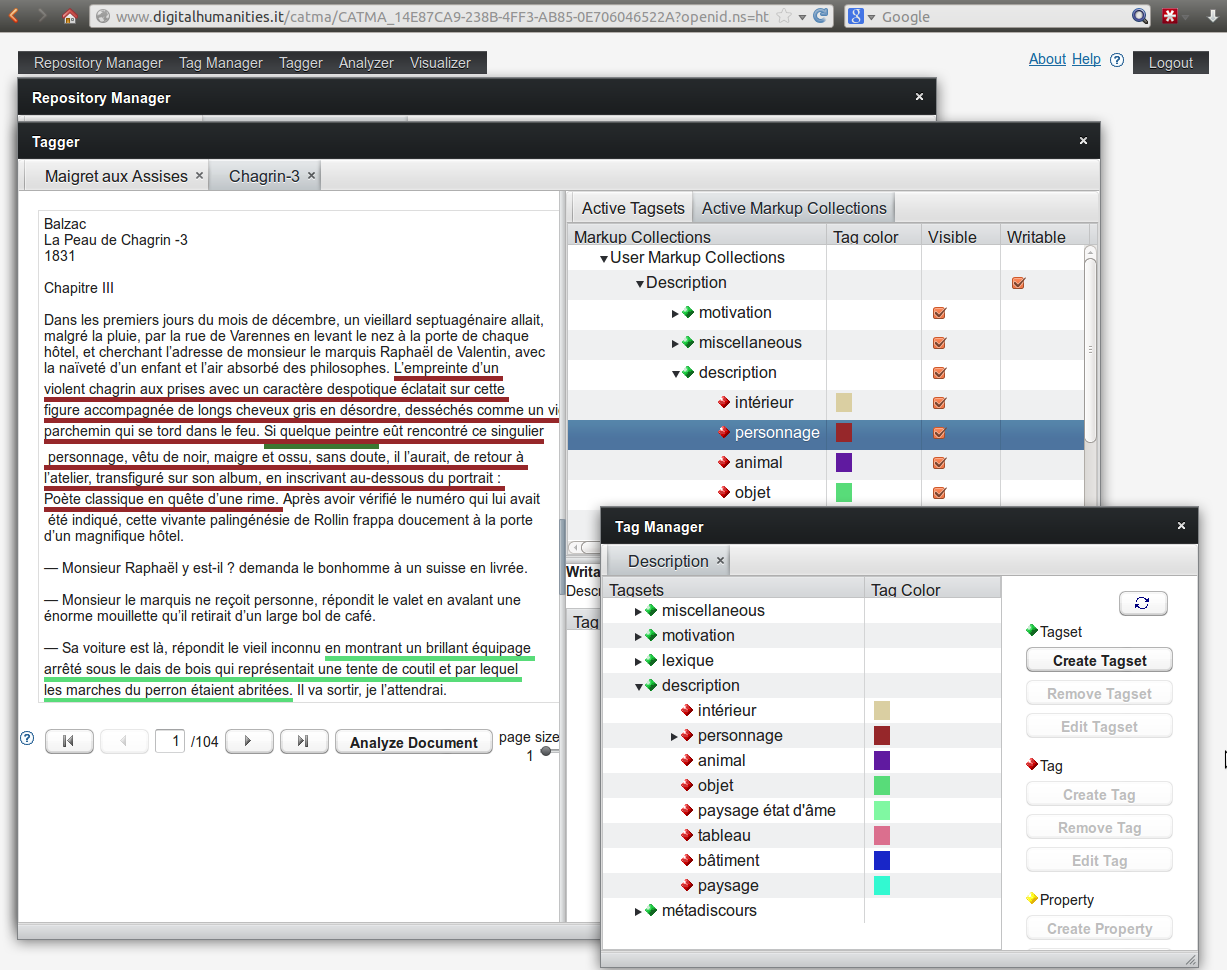 www.digitalhumanities.it/catma/CATMA_14E87CA9-238B-4FF3-AB85-0E706046522A?openid.ns=ht
Google
Repository Manager Tag Manager Tagger Analyzer Visualizer
About Help ? Logout
Repository Manager
Tagger
Maigret aux Assises Chagrin-3
Balzac
La Peau de Chagrin -3
1831
Chapitre III
Dans les premiers jours du mois de décembre, un vieillard septuagénaire allait,
malgré la pluie, par la rue de Varennes en levant le nez à la porte de chaque
hôtel, et cherchant l’adresse de monsieur le marquis Raphaël de Valentin, avec
la naïveté d’un enfant et l’air absorbé des philosophes. L’empreinte d’un
violent chagrin aux prises avec un caractère despotique éclatait sur cette
figure accompagnée de longs cheveux gris en désordre, desséchés comme un vi
parchemin qui se tord dans le feu. Si quelque peintre eût rencontré ce singulier
personnage, vêtu de noir, maigre et ossu, sans doute, il l’aurait, de retour à
l’atelier, transfiguré sur son album, en inscrivant au-dessous du portrait :
Poète classique en quête d’une rime. Après avoir vérifié le numéro qui lui avait
été indiqué, cette vivante palingénésie de Rollin frappa doucement à la porte
d’un magnifique hôtel.
— Monsieur Raphaël y est-il ? demanda le bonhomme à un suisse en livrée.
— Monsieur le marquis ne reçoit personne, répondit le valet en avalant une
énorme mouillette qu’il retirait d’un large bol de café.
— Sa voiture est là, répondit le vieil inconnu en montrant un brillant équipage
arrêté sous le dais de bois qui représentait une tente de coutil et par lequel
les marches du perron étaient abritées. Il va sortir, je l’attendrai.
? 1 /104 Analyze Document page size
1
Active Tagsets Active Markup Collections
Markup Collections Tag color Visible Writable
User Markup Collections
Description
motivation
miscellaneous
description
intérieur
personnage
animal
objet
Writa
Descr
Tag
Tag Manager
Description
Tagsets Tag Color
miscellaneous
motivation
lexique
description
intérieur
personnage
animal
objet
paysage état d'âme
tableau
bâtiment
paysage
métadiscours
Tagset
Create Tagset
Remove Tagset
Edit Tagset
Tag
Create Tag
Remove Tag
Edit Tag
Property
Create Property